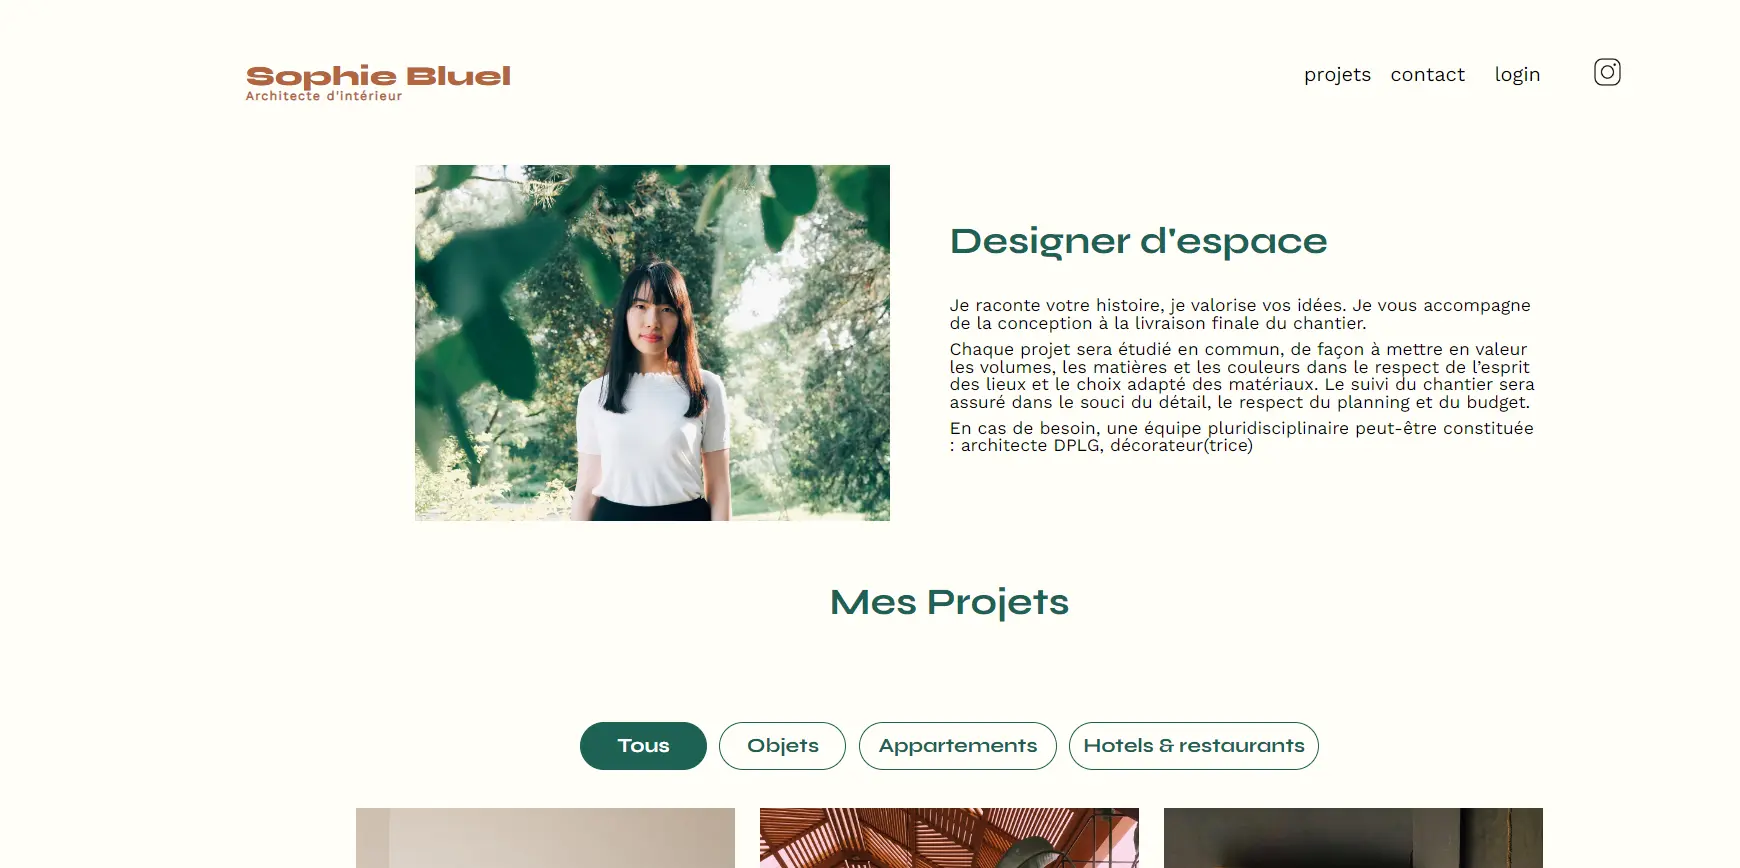 Sophie Bluel
Architecte d'intérieur
projets
contact
login
Designer d'espace
Je raconte votre histoire, je valorise vos idées. Je vous accompagne
de la conception à la livraison finale du chantier.
Chaque projet sera étudié en commun, de façon à mettre en valeur
les volumes, les matières et les couleurs dans le respect de l’esprit
des lieux et le choix adapté des matériaux. Le suivi du chantier sera
assuré dans le souci du détail, le respect du planning et du budget.
En cas de besoin, une équipe pluridisciplinaire peut-être constituée
: architecte DPLG, décorateur(trice)
Mes Projets
Tous
Objets
Appartements
Hotels & restaurants